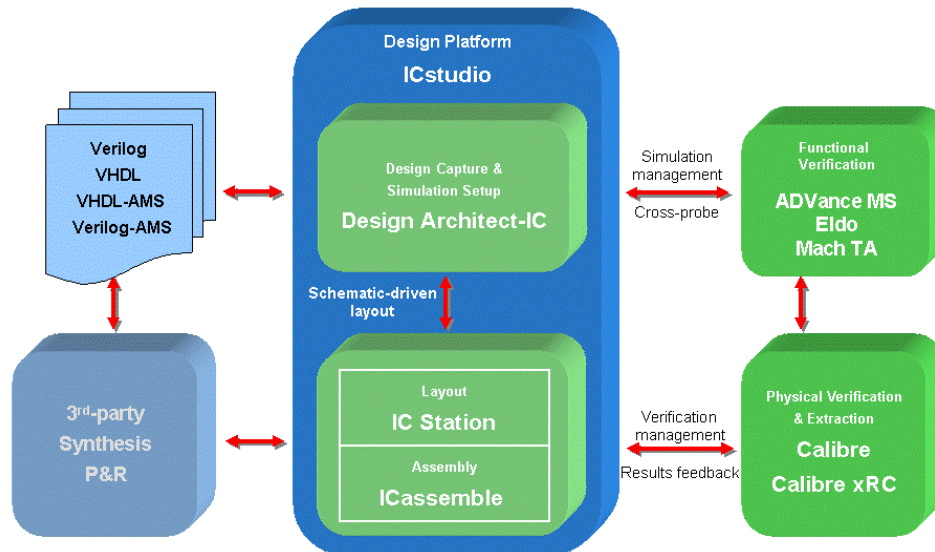 Design Platform
ICstudio
Verilog
VHDL
VHDL-AMS
Verilog-AMS
Design Capture &
Simulation Setup
Design Architect-IC
Simulation
management
Cross-probe
Functional
Verification
ADVance MS
Eldo
Mach TA
Schematic-driven
layout
3rd-party
Synthesis
P&R
Layout
IC Station
Assembly
ICassemble
Verification
management
Results feedback
Physical Verification
& Extraction
Calibre
Calibre xRC